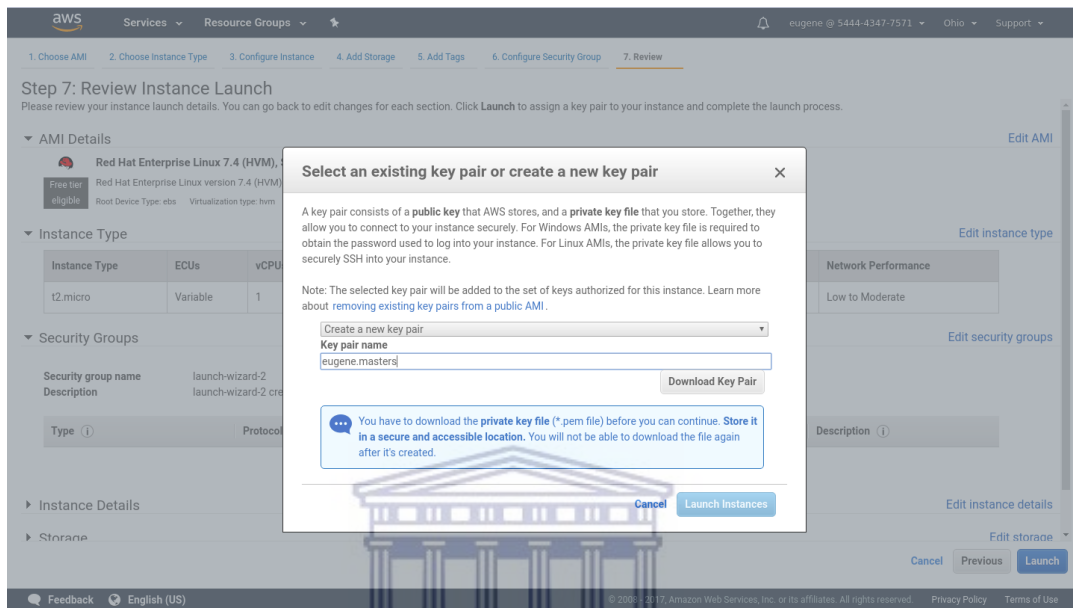 aws Services Resource Groups eugene @ 5444-4347-7571 Ohio Support
1. Choose AMI 2. Choose Instance Type 3. Configure Instance 4. Add Storage 5. Add Tags 6. Configure Security Group 7. Review
Step 7: Review Instance Launch
Please review your instance launch details. You can go back to edit changes for each section. Click Launch to assign a key pair to your instance and complete the launch process.
AMI Details Edit AMI
Red Hat Enterprise Linux 7.4 (HVM),
Free tier eligible
Red Hat Enterprise Linux version 7.4 (HVM)
Root Device Type: ebs Virtualization type: hvm
Instance Type Edit instance type
Instance Type ECUs vCPU Network Performance
t2.micro Variable 1 Low to Moderate
Security Groups Edit security groups
Security group name launch-wizard-2
Description launch-wizard-2 cre
Type Protocol Description
Instance Details Edit instance details
Storage Edit storage
Select an existing key pair or create a new key pair
A key pair consists of a public key that AWS stores, and a private key file that you store. Together, they
allow you to connect to your instance securely. For Windows AMIs, the private key file is required to
obtain the password used to log into your instance. For Linux AMIs, the private key file allows you to
securely SSH into your instance.
Note: The selected key pair will be added to the set of keys authorized for this instance. Learn more
about removing existing key pairs from a public AMI.
Create a new key pair
Key pair name
eugene.masters
Download Key Pair
You have to download the private key file (*.pem file) before you can continue. Store it
in a secure and accessible location. You will not be able to download the file again
after it's created.
Cancel Launch Instances
Cancel Previous Launch
Feedback English (US) © 2008 - 2017, Amazon Web Services, Inc. or its affiliates. All rights reserved. Privacy Policy Terms of Use